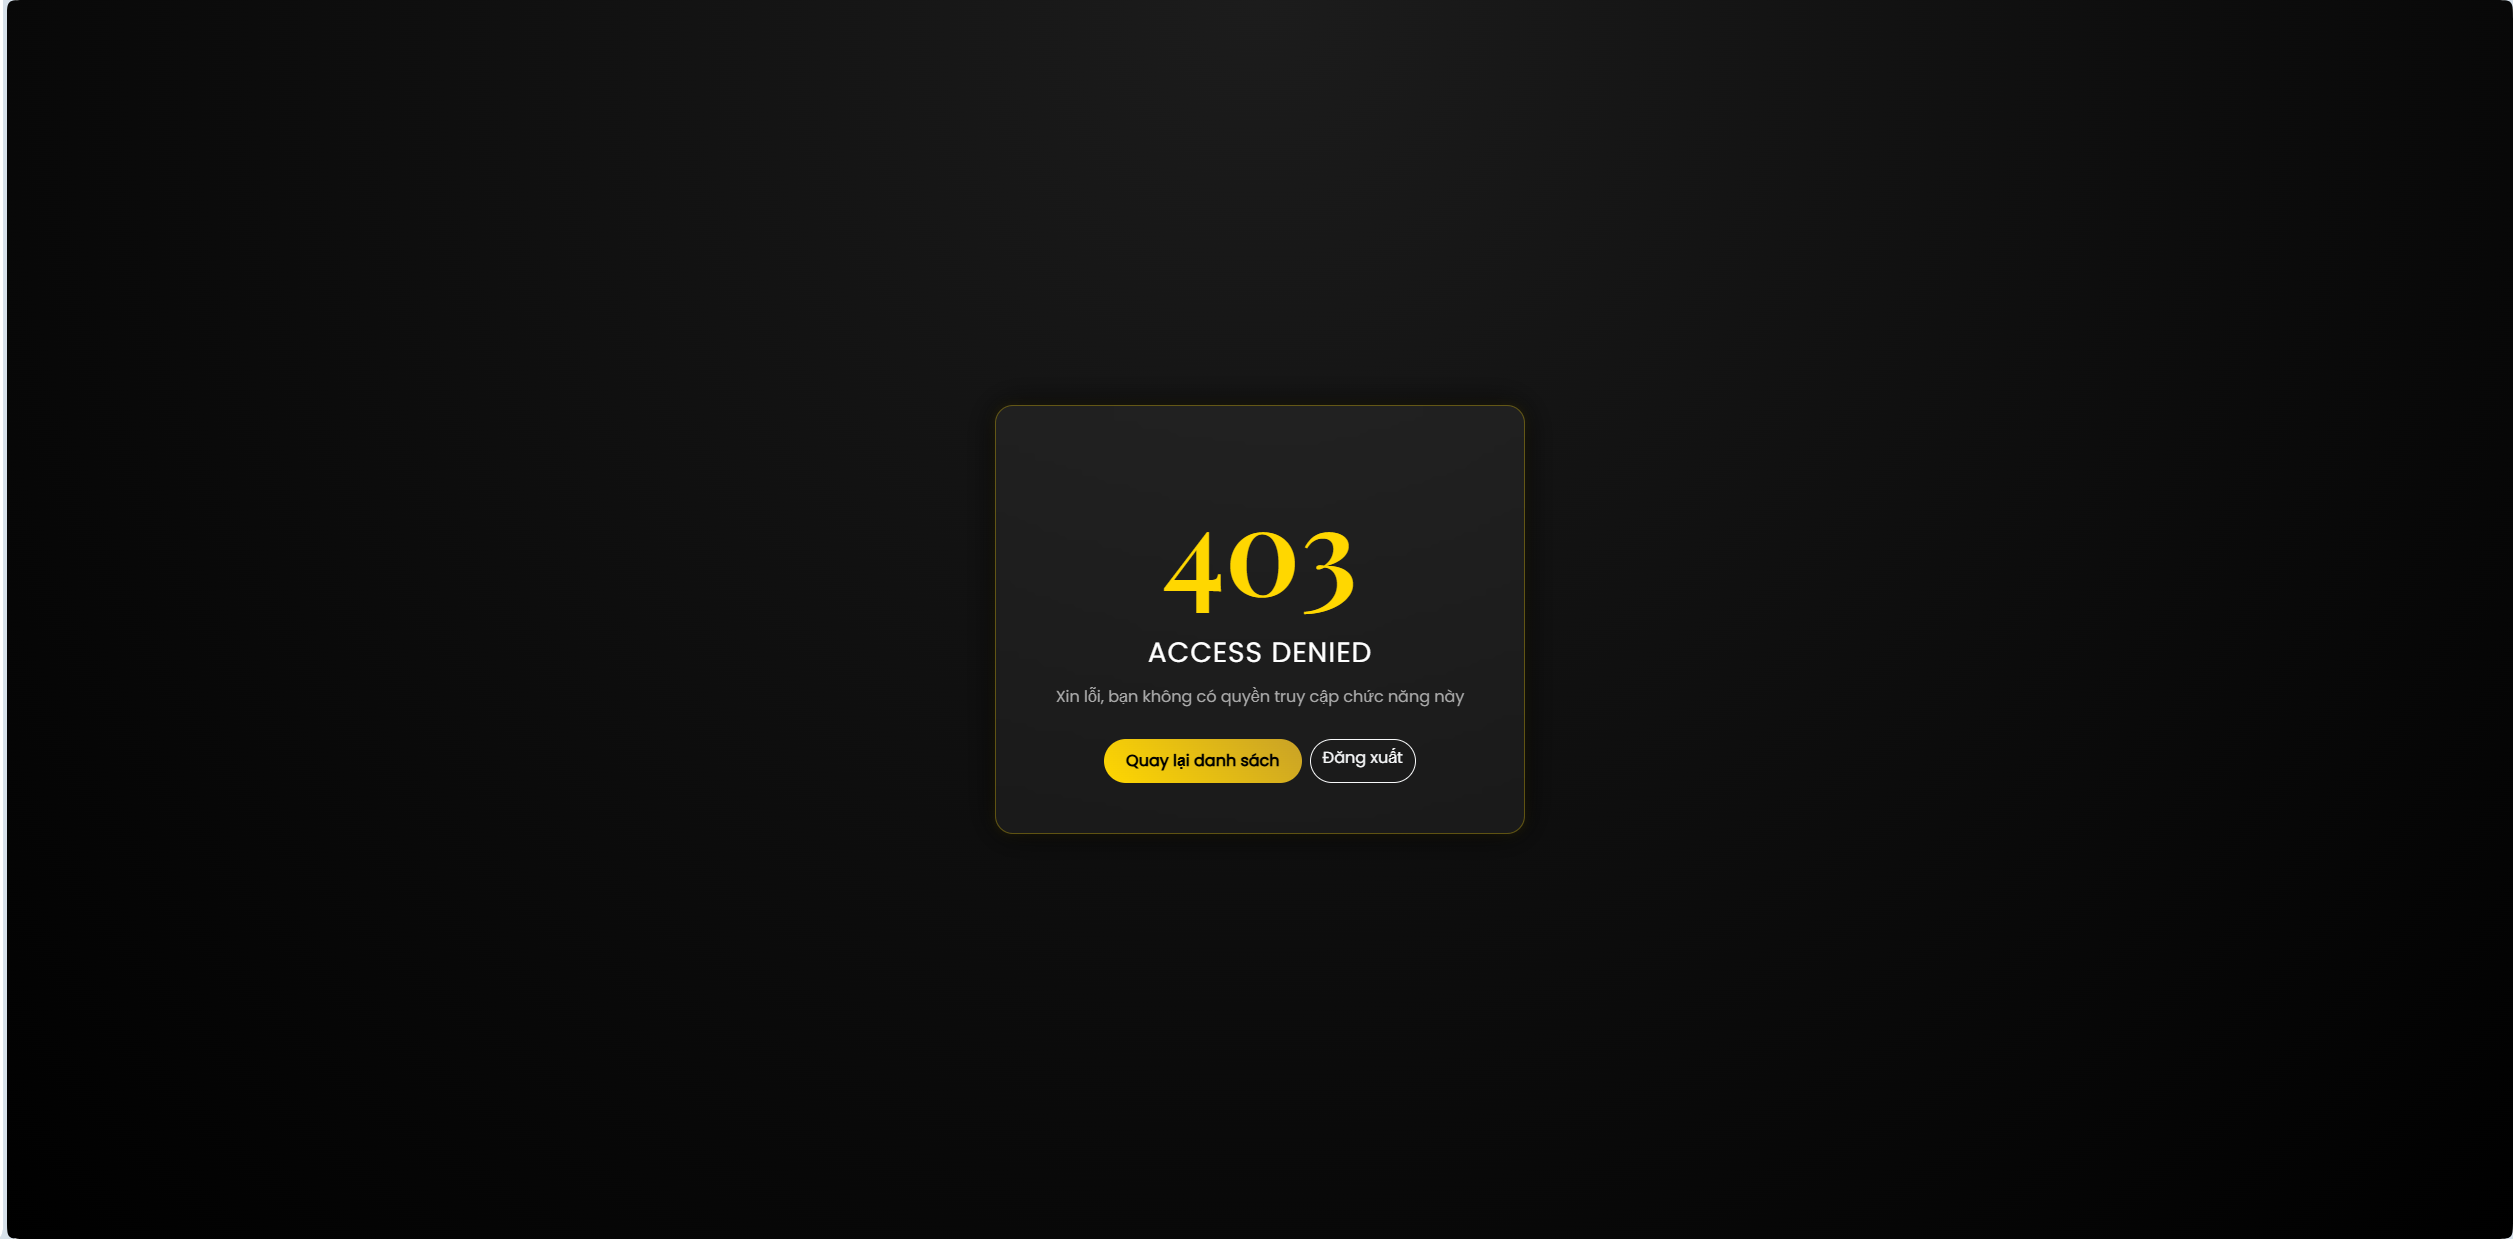 403
ACCESS DENIED
Xin lỗi, bạn không có quyền truy cập chức năng này
Quay lại danh sách
Đăng xuất